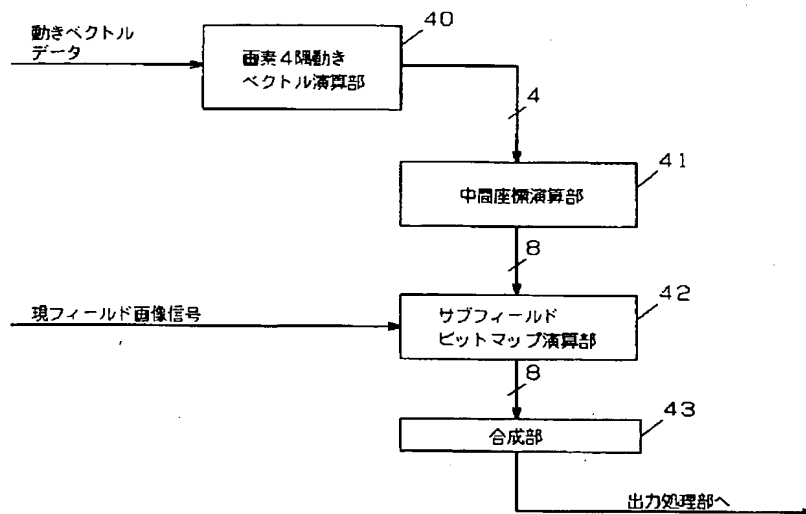 動きベクトル
データ
40
画素4隅動き
ベクトル演算部
4
41
中間座標演算部
8
現フィールド画像信号
42
サブフィールド
ビットマップ演算部
8
43
合成部
出力処理部へ